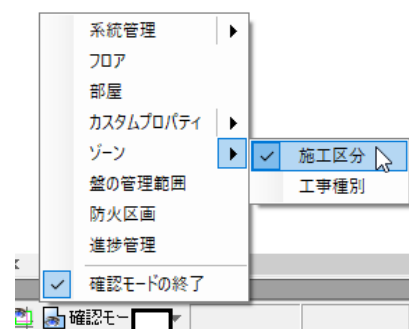 系統管理
フロア
部屋
カスタムプロパティ
ゾーン
施工区分
工事種別
盤の管理範囲
防火区画
進捗管理
確認モードの終了
確認モー